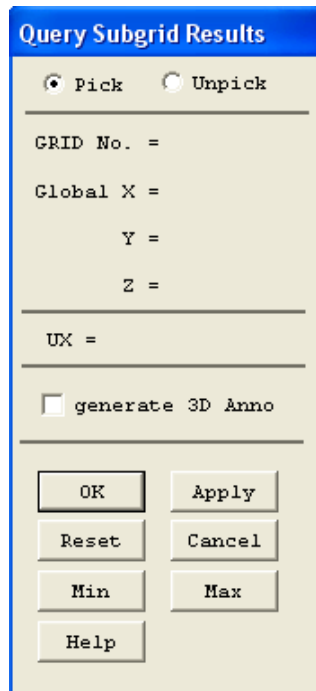 Query Subgrid Results
Pick Unpick
GRID No. =
Global X =
Y =
Z =
UX =
generate 3D Anno
OK Apply
Reset Cancel
Min Max
Help